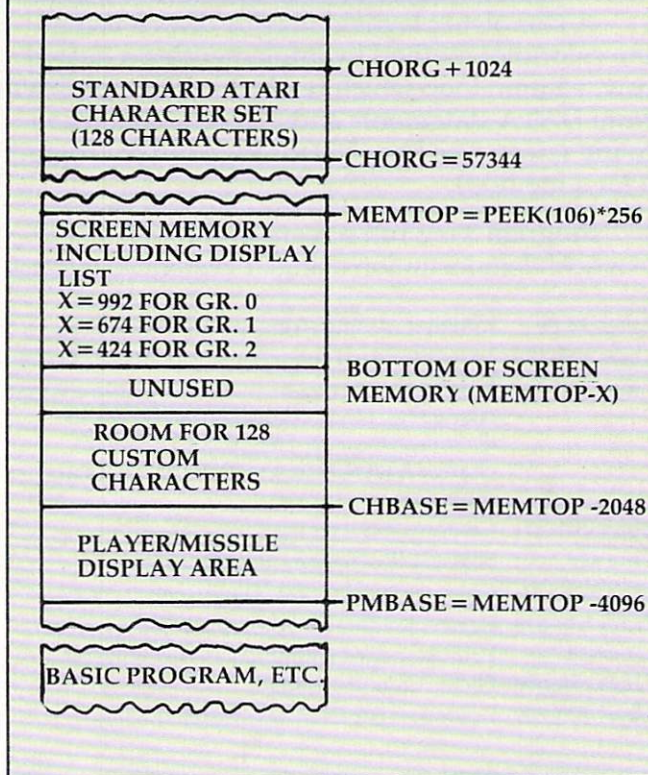 CHORG + 1024
STANDARD ATARI
CHARACTER SET
(128 CHARACTERS)
CHORG = 57344
MEMTOP = PEEK(106)*256
SCREEN MEMORY
INCLUDING DISPLAY
LIST
X = 992 FOR GR. 0
X = 674 FOR GR. 1
X = 424 FOR GR. 2
BOTTOM OF SCREEN
MEMORY (MEMTOP-X)
UNUSED
ROOM FOR 128
CUSTOM
CHARACTERS
CHBASE = MEMTOP -2048
PLAYER/MISSILE
DISPLAY AREA
PMBASE = MEMTOP -4096
BASIC PROGRAM, ETC.